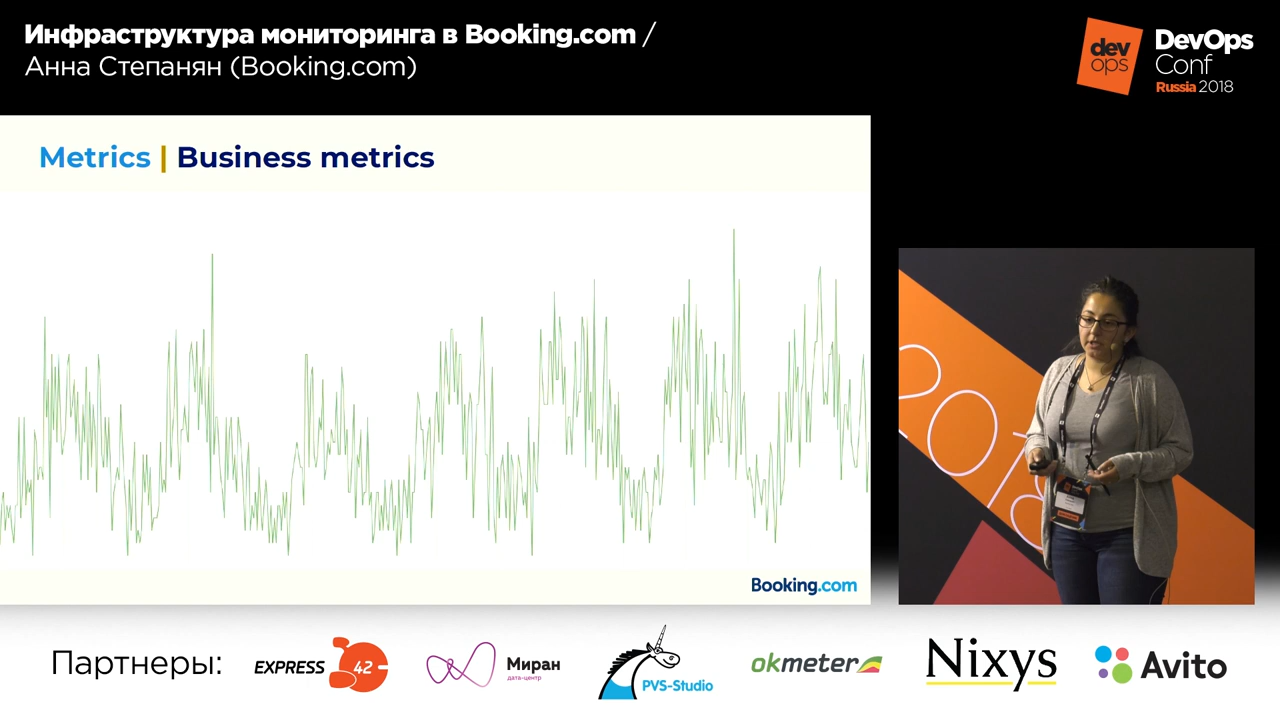 Инфраструктура мониторинга в Booking.com /
Анна Степанян (Booking.com)
dev
ops
DevOps
Conf
Russia 2018
Metrics | Business metrics
Booking.com
2018
Партнеры:
EXPRESS 42
Миран
дата-центр
PVS-Studio
okmeter
Nixys
Avito